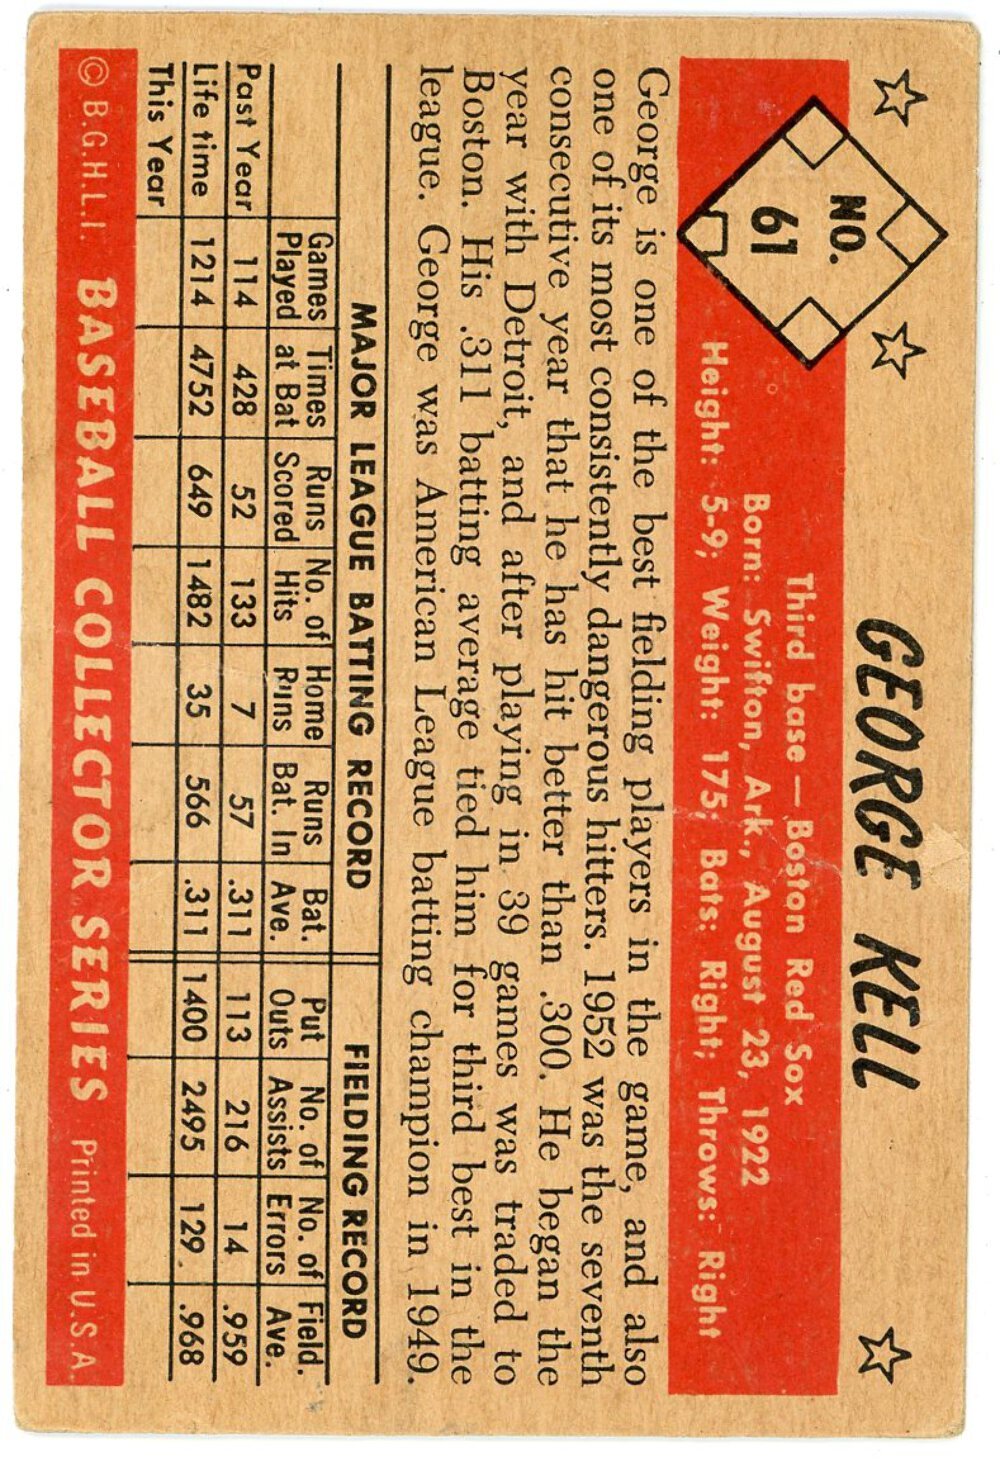 GEORGE KELL
NO.
61
Third base — Boston Red Sox
Born: Swifton, Ark., August 23, 1922
Height: 5-9; Weight: 175; Bats: Right; Throws: Right
George is one of the best fielding players in the game, and also
one of its most consistently dangerous hitters. 1952 was the seventh
consecutive year that he has hit better than .300. He began the
year with Detroit, and after playing in 39 games was traded to
Boston. His .311 batting average tied him for third best in the
league. George was American League batting champion in 1949.
MAJOR LEAGUE BATTING RECORD FIELDING RECORD
Games Times Runs No. of Home Runs Bat. Put No. of No. of Field.
Played at Bat Scored Hits Runs Bat. In Ave. Outs Assists Errors Ave.
Past Year 114 428 52 133 7 57 .311 113 216 14 .959
Life time 1214 4752 649 1482 35 566 .311 1400 2495 129 .968
This Year
© B.G.H.L.I. BASEBALL COLLECTOR SERIES Printed in U.S.A.